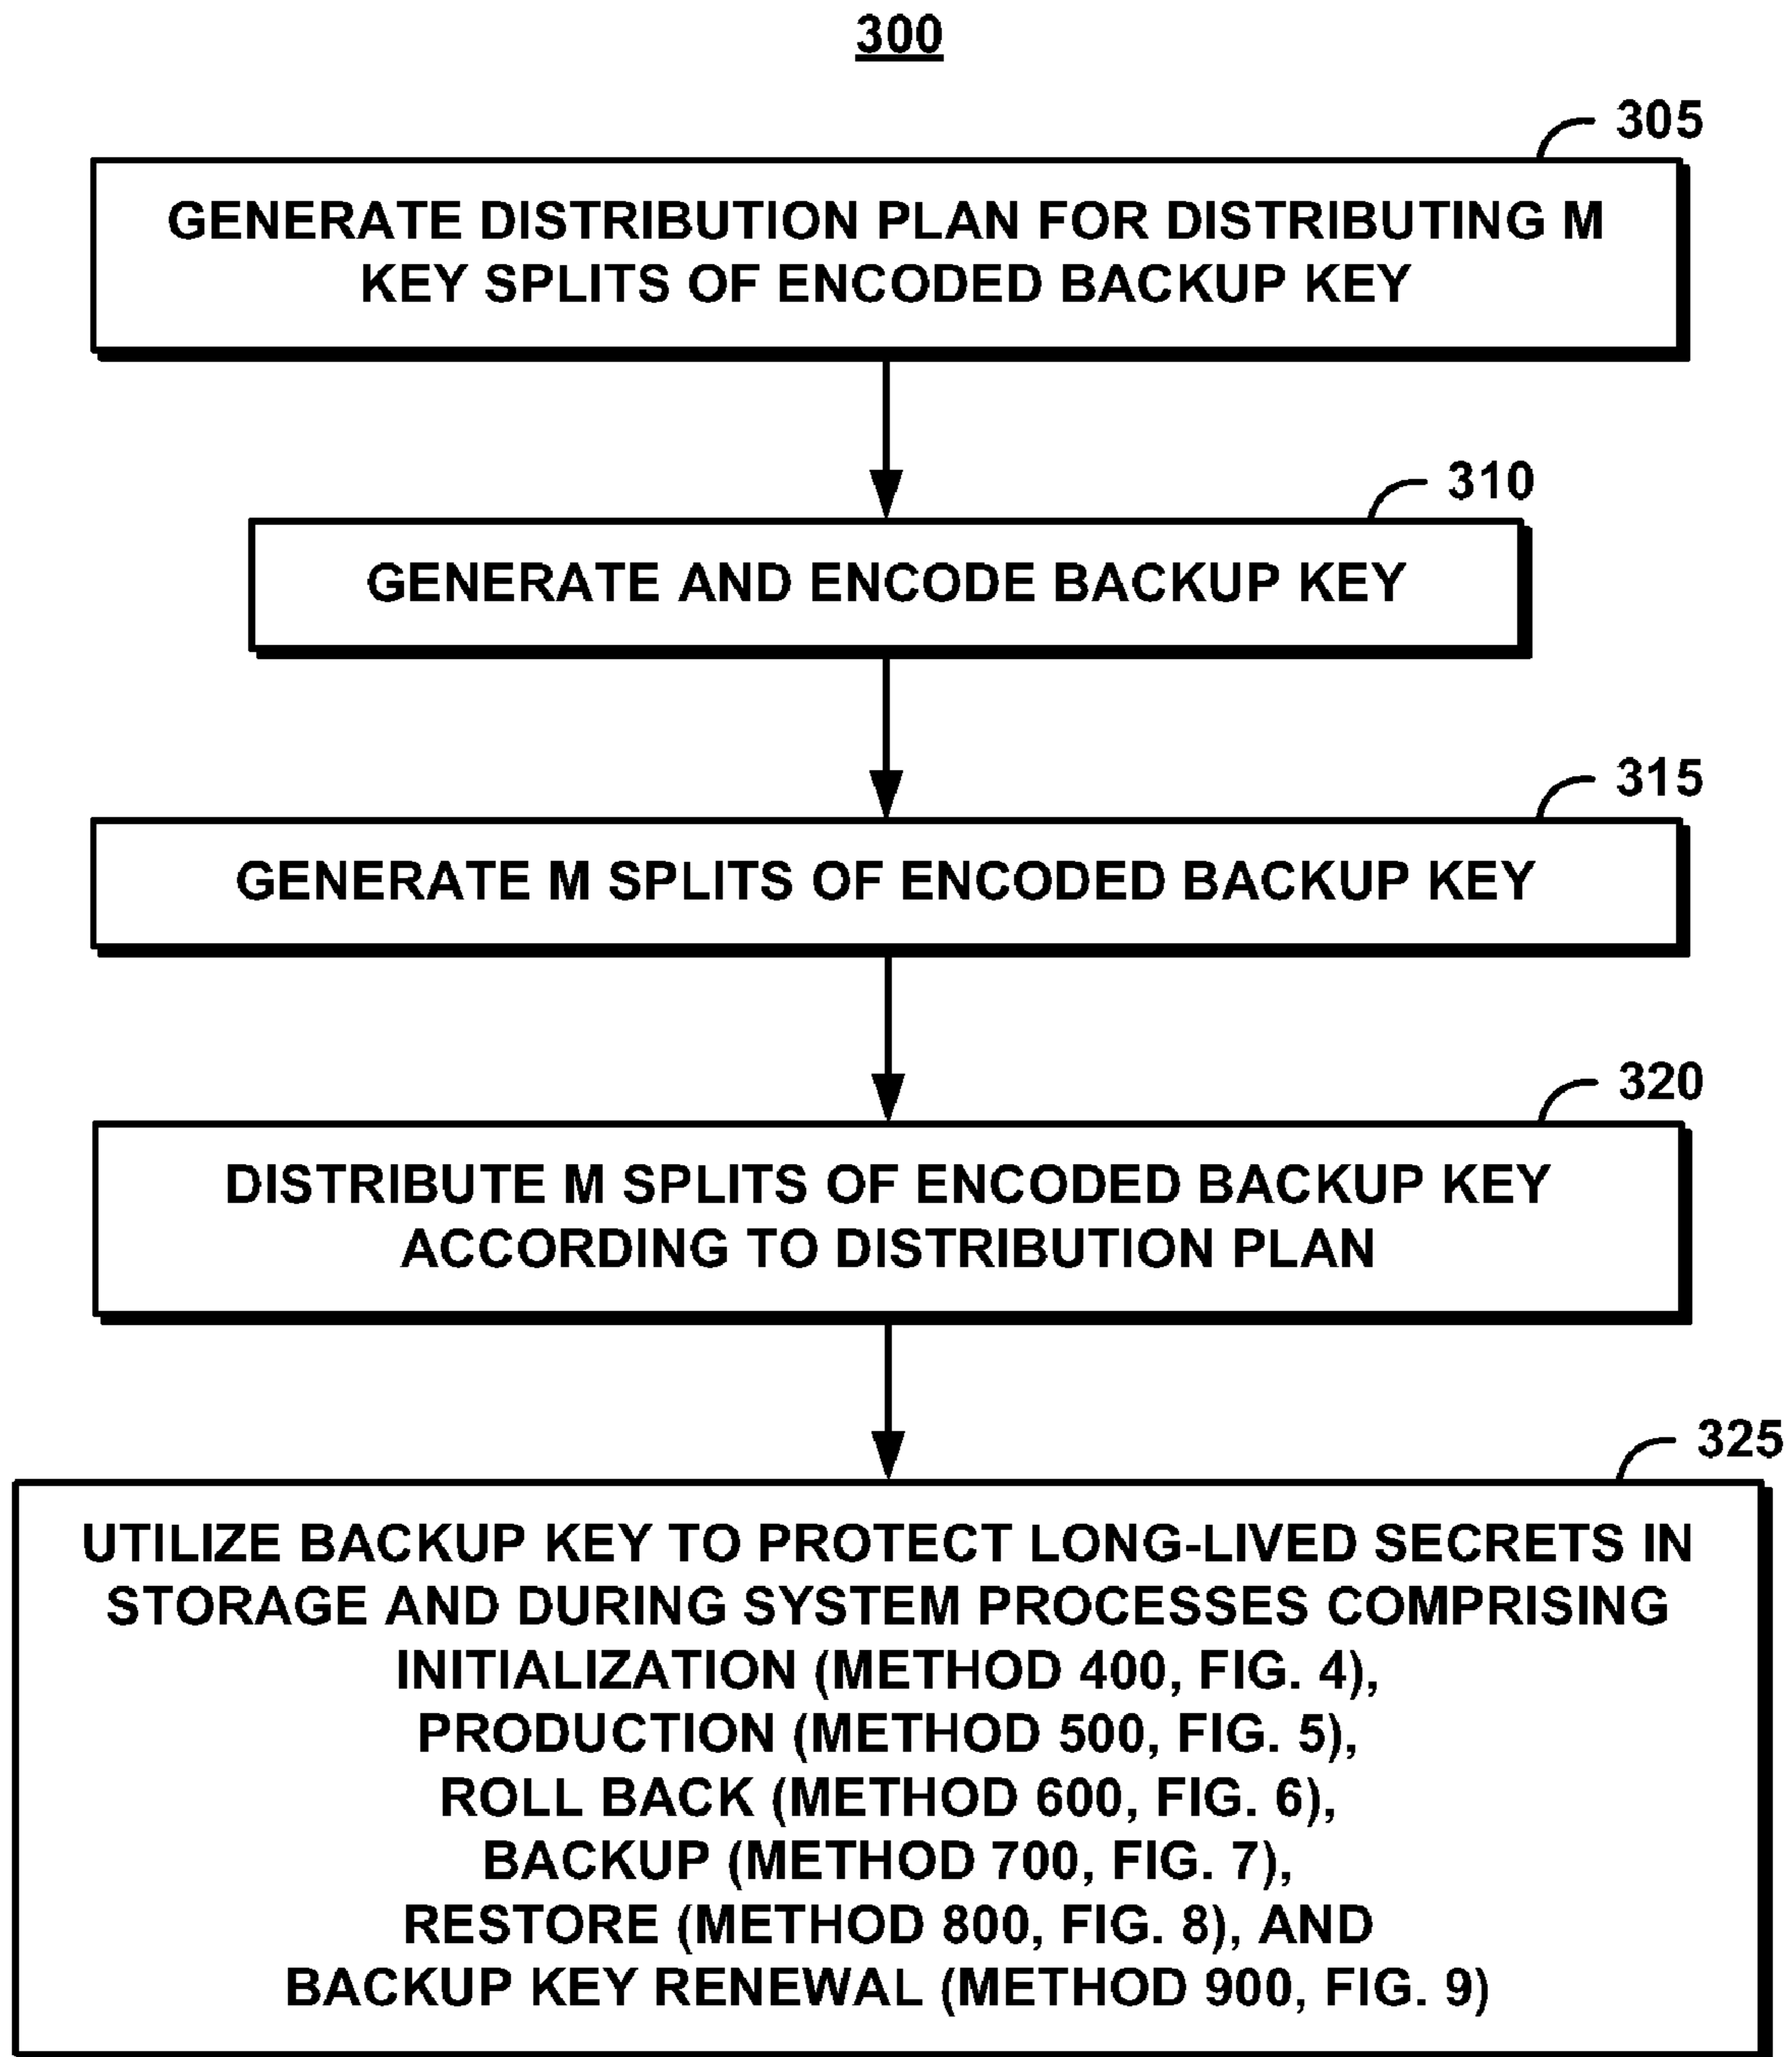 300
305
GENERATE DISTRIBUTION PLAN FOR DISTRIBUTING M
KEY SPLITS OF ENCODED BACKUP KEY
310
GENERATE AND ENCODE BACKUP KEY
315
GENERATE M SPLITS OF ENCODED BACKUP KEY
320
DISTRIBUTE M SPLITS OF ENCODED BACKUP KEY
ACCORDING TO DISTRIBUTION PLAN
325
UTILIZE BACKUP KEY TO PROTECT LONG-LIVED SECRETS IN
STORAGE AND DURING SYSTEM PROCESSES COMPRISING
INITIALIZATION (METHOD 400, FIG. 4),
PRODUCTION (METHOD 500, FIG. 5),
ROLL BACK (METHOD 600, FIG. 6),
BACKUP (METHOD 700, FIG. 7),
RESTORE (METHOD 800, FIG. 8), AND
BACKUP KEY RENEWAL (METHOD 900, FIG. 9)